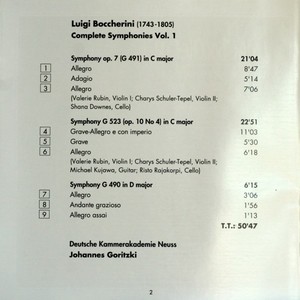 Luigi Boccherini (1743-1805)
Complete Symphonies Vol. 1
Symphony op. 7 (G 491) in C major 21'04
1 Allegro 8'47
2 Adagio 5'14
3 Allegro 7'06
(Valerie Rubin, Violin I; Charys Schuler-Tepel, Violin II;
Shona Downes, Cello)
Symphony G 523 (op. 10 No 4) in C major 22'51
4 Grave-Allegro e con imperio 11'03
5 Grave 5'30
6 Allegro 6'18
(Valerie Rubin, Violin I; Charys Schuler-Tepel, Violin II;
Michael Kujawa, Guitar; Risto Rajakorpi, Cello)
Symphony G 490 in D major 6'15
7 Allegro 3'06
8 Andante grazioso 1'56
9 Allegro assai 1'13
T.T.: 50'47
Deutsche Kammerakademie Neuss
Johannes Goritzki
2